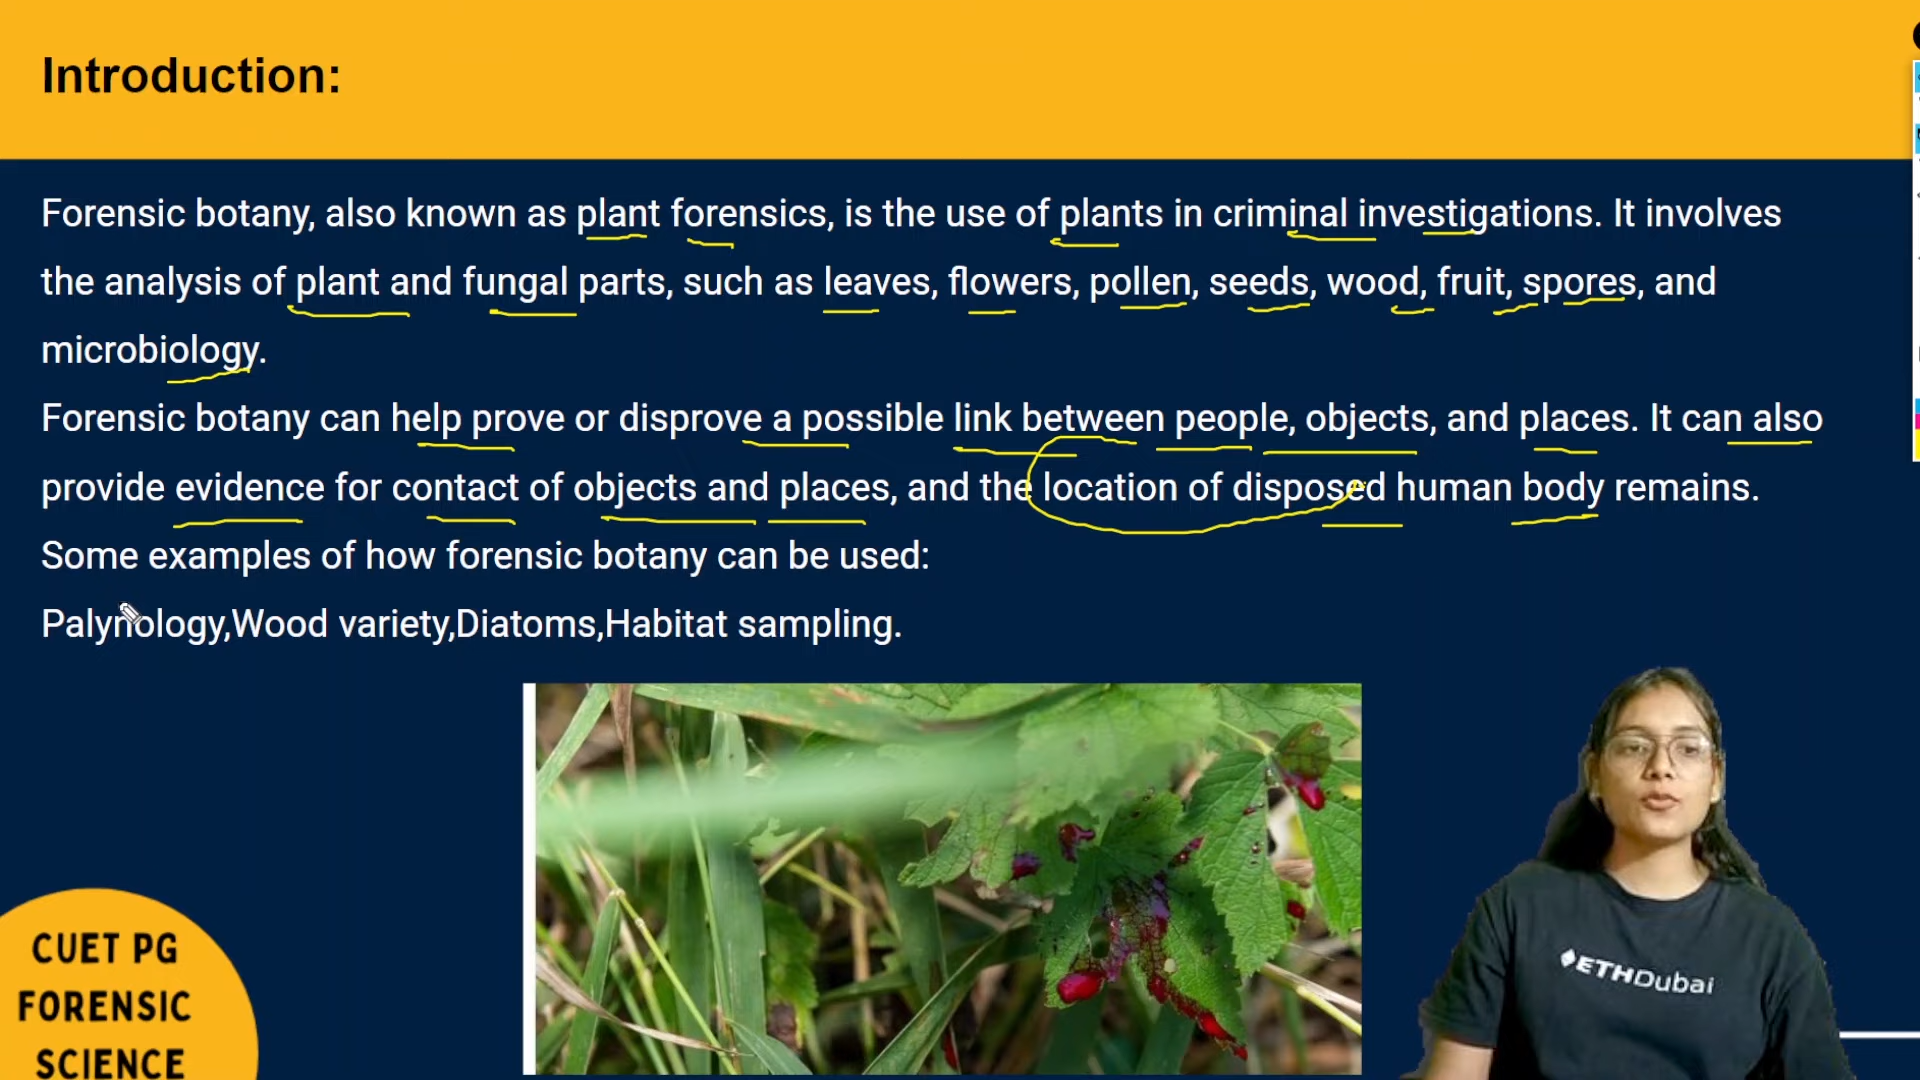 Introduction:
Forensic botany, also known as plant forensics, is the use of plants in criminal investigations. It involves
the analysis of plant and fungal parts, such as leaves, flowers, pollen, seeds, wood, fruit, spores, and
microbiology.
Forensic botany can help prove or disprove a possible link between people, objects, and places. It can also
provide evidence for contact of objects and places, and the location of disposed human body remains.
Some examples of how forensic botany can be used:
Palynology,Wood variety,Diatoms,Habitat sampling.
CUET PG
FORENSIC
SCIENCE
ETHDubai